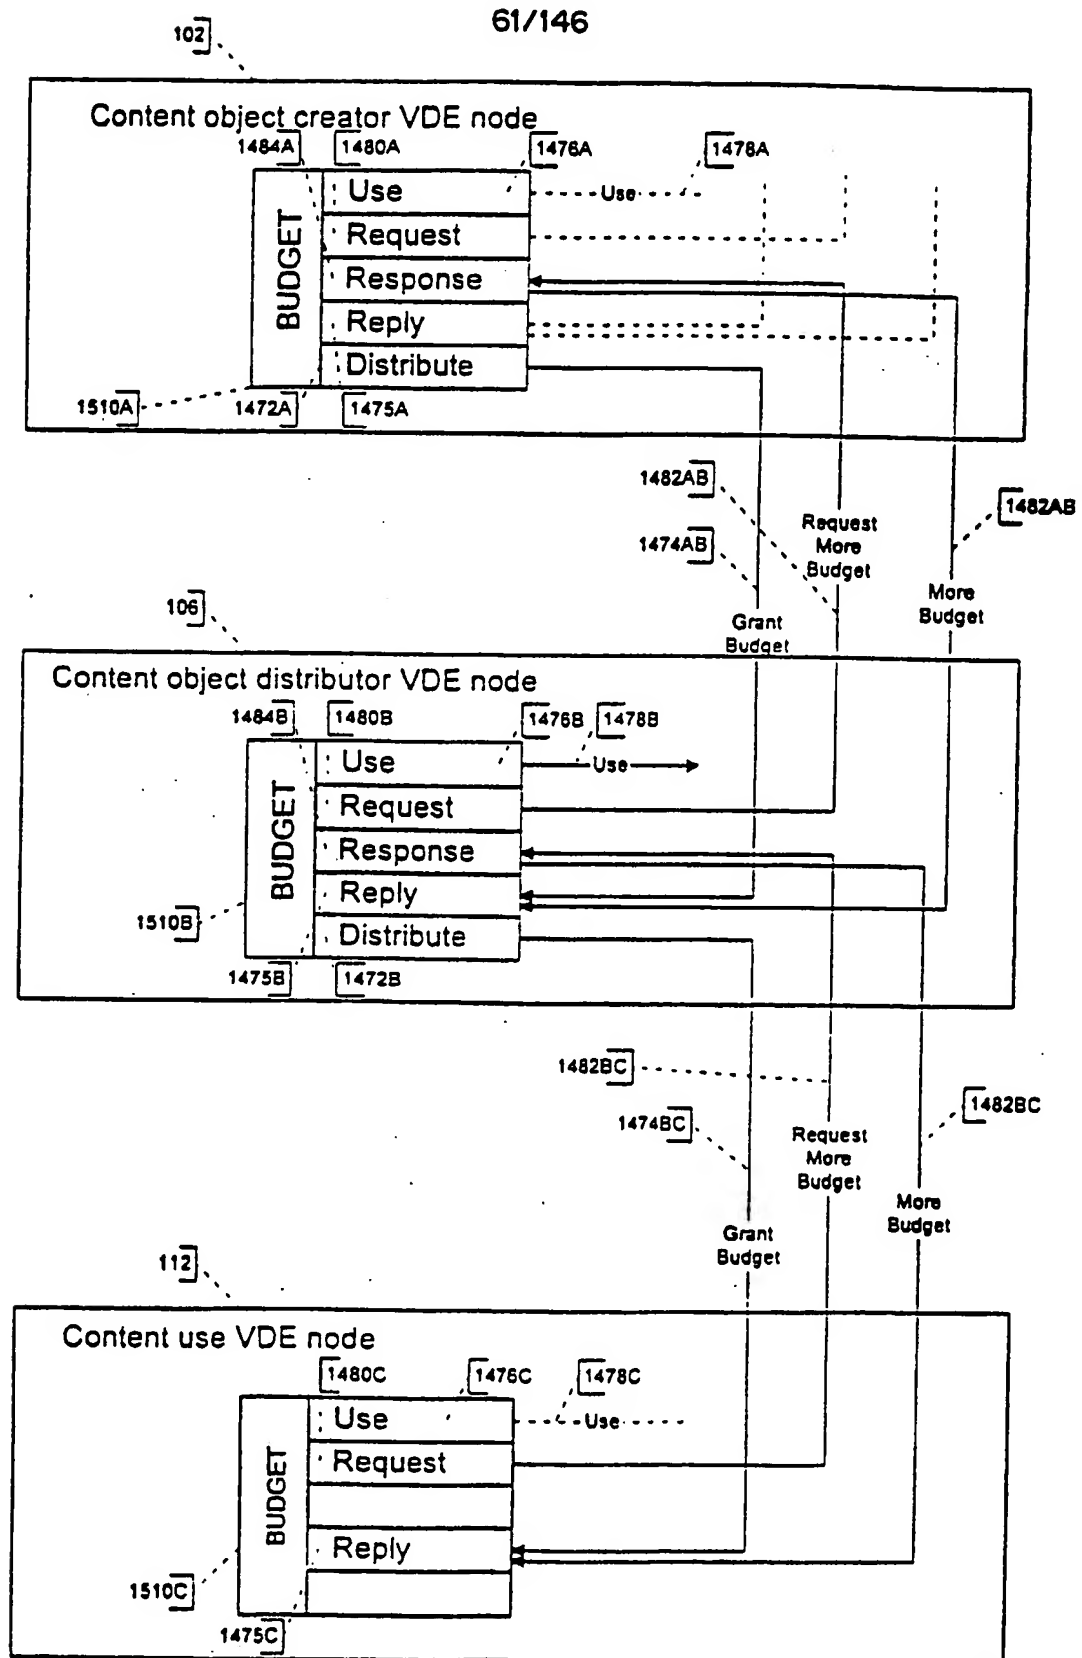 61/146
102
Content object creator VDE node
1484A
1480A
1476A
1478A
BUDGET
Use
Use
Request
Response
Reply
Distribute
1510A
1472A
1475A
1482AB
1474AB
Request
More
Budget
1482AB
More
Budget
Grant
Budget
106
Content object distributor VDE node
1484B
1480B
1476B
1478B
BUDGET
Use
Use
Request
Response
Reply
Distribute
1510B
1475B
1472B
1482BC
1474BC
Request
More
Budget
1482BC
More
Budget
Grant
Budget
112
Content use VDE node
1480C
1476C
1478C
BUDGET
Use
Use
Request
Reply
1510C
1475C